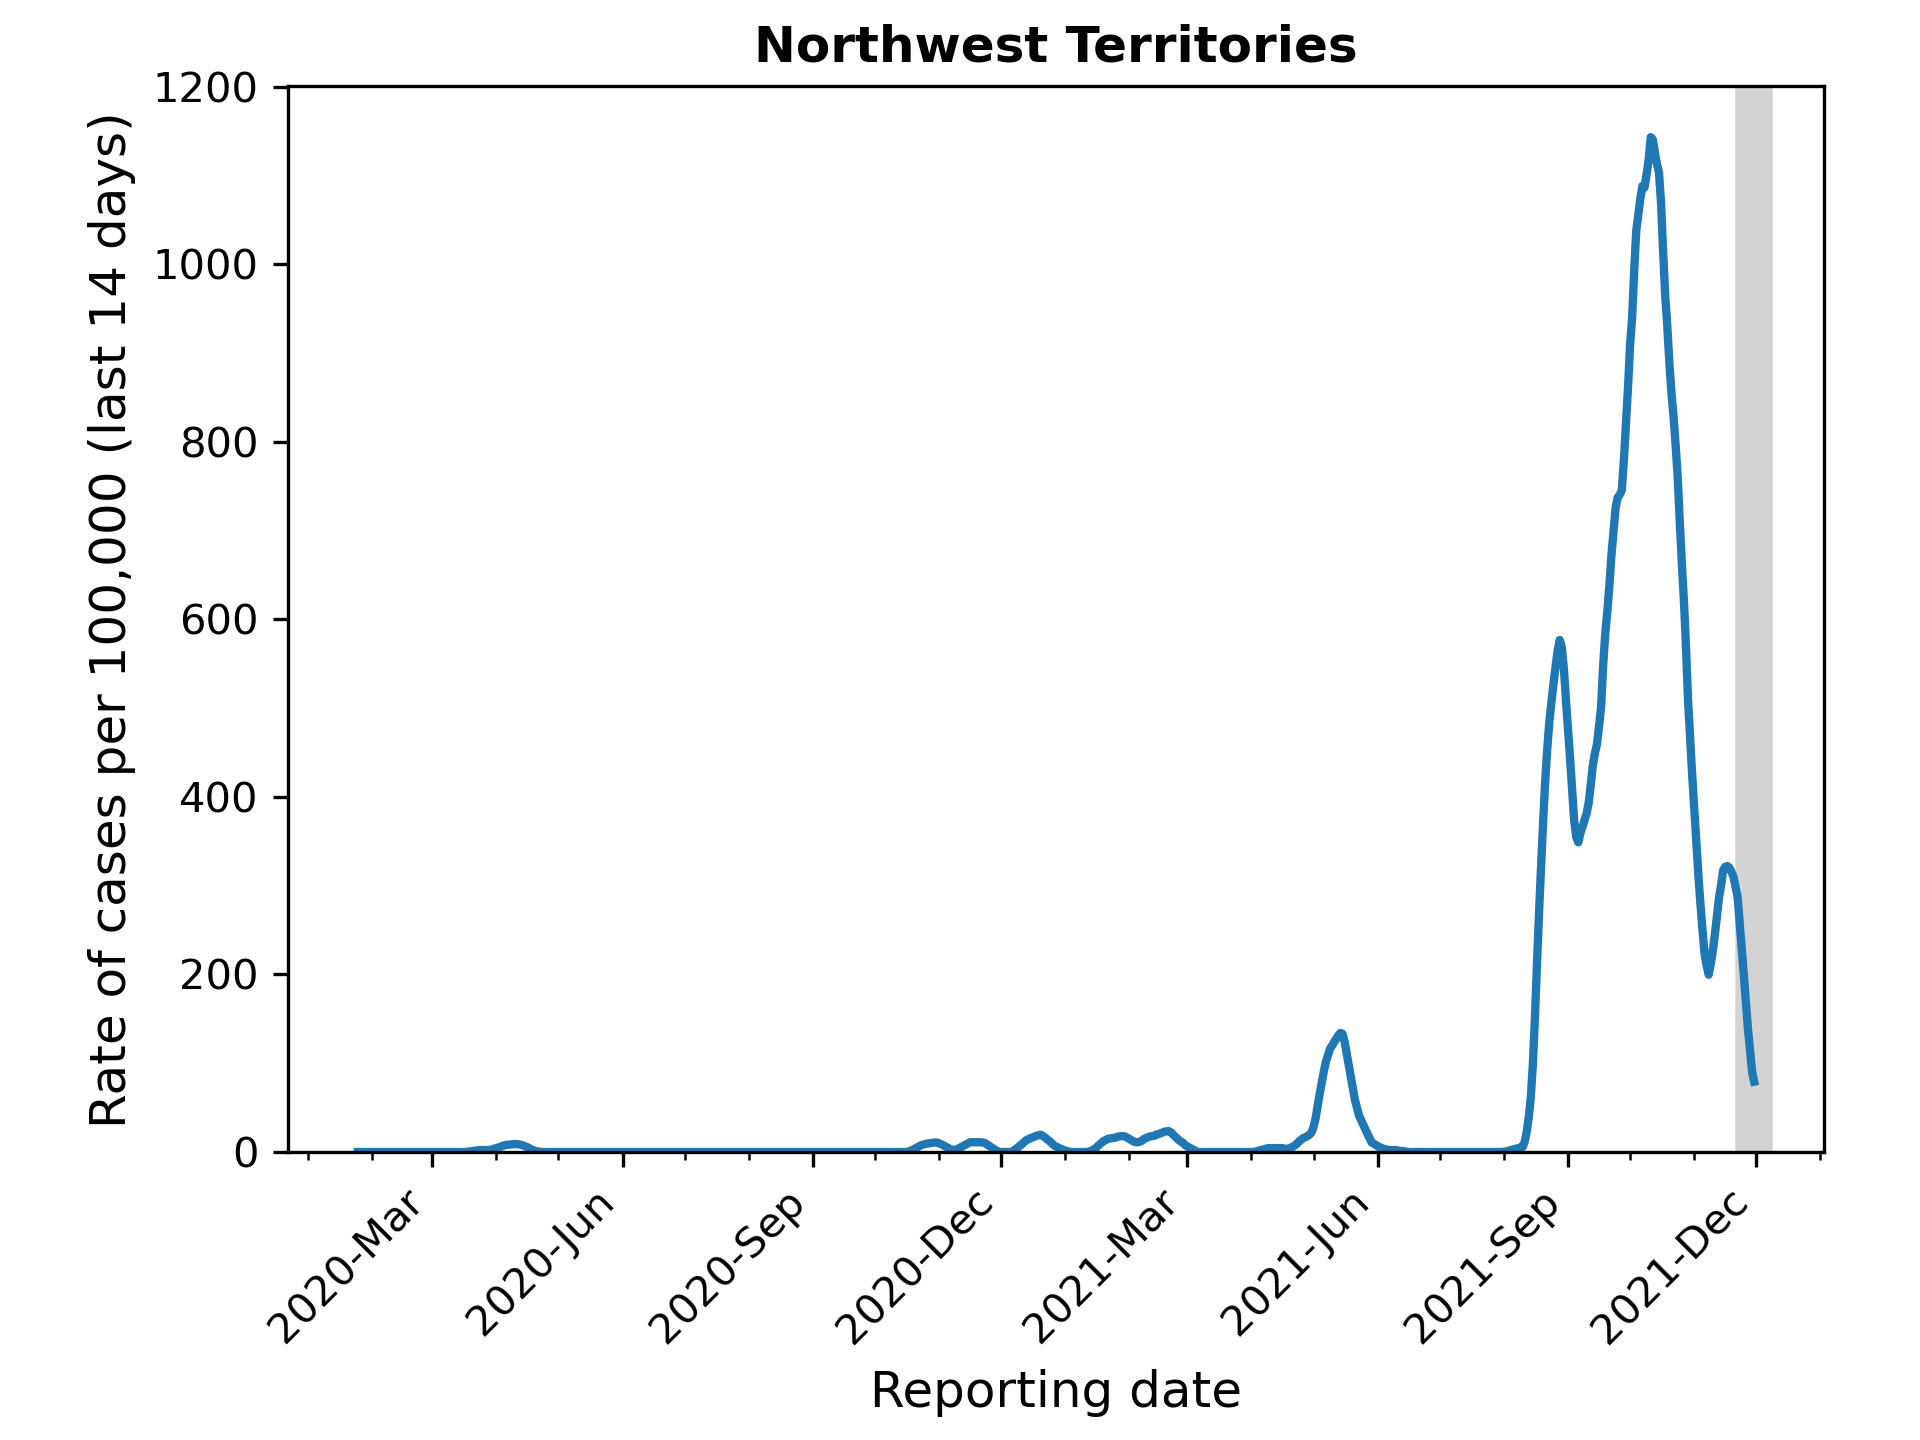 Northwest Territories
Rate of cases per 100,000 (last 14 days)
1200
1000
800
600
400
200
0
2020-Mar
2020-Jun
2020-Sep
2020-Dec
2021-Mar
2021-Jun
2021-Sep
2021-Dec
Reporting date